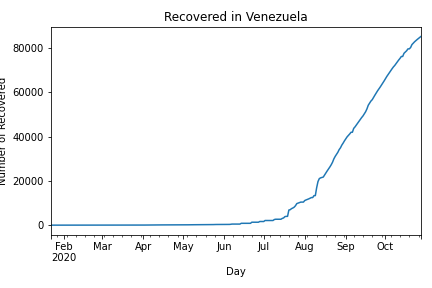 Recovered in Venezuela
Number of Recovered
80000
60000
40000
20000
0
Feb Mar Apr May Jun Jul Aug Sep Oct
2020
Day